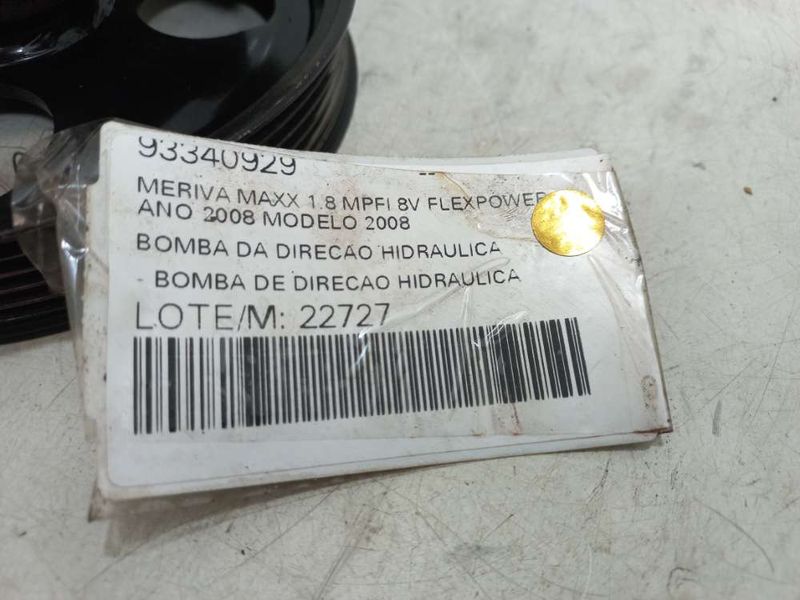 93340929
MERIVA MAXX 1.8 MPFI 8V FLEXPOWER
ANO 2008 MODELO 2008
BOMBA DA DIRECAO HIDRAULICA
- BOMBA DE DIRECAO HIDRAULICA
LOTE/M: 22727